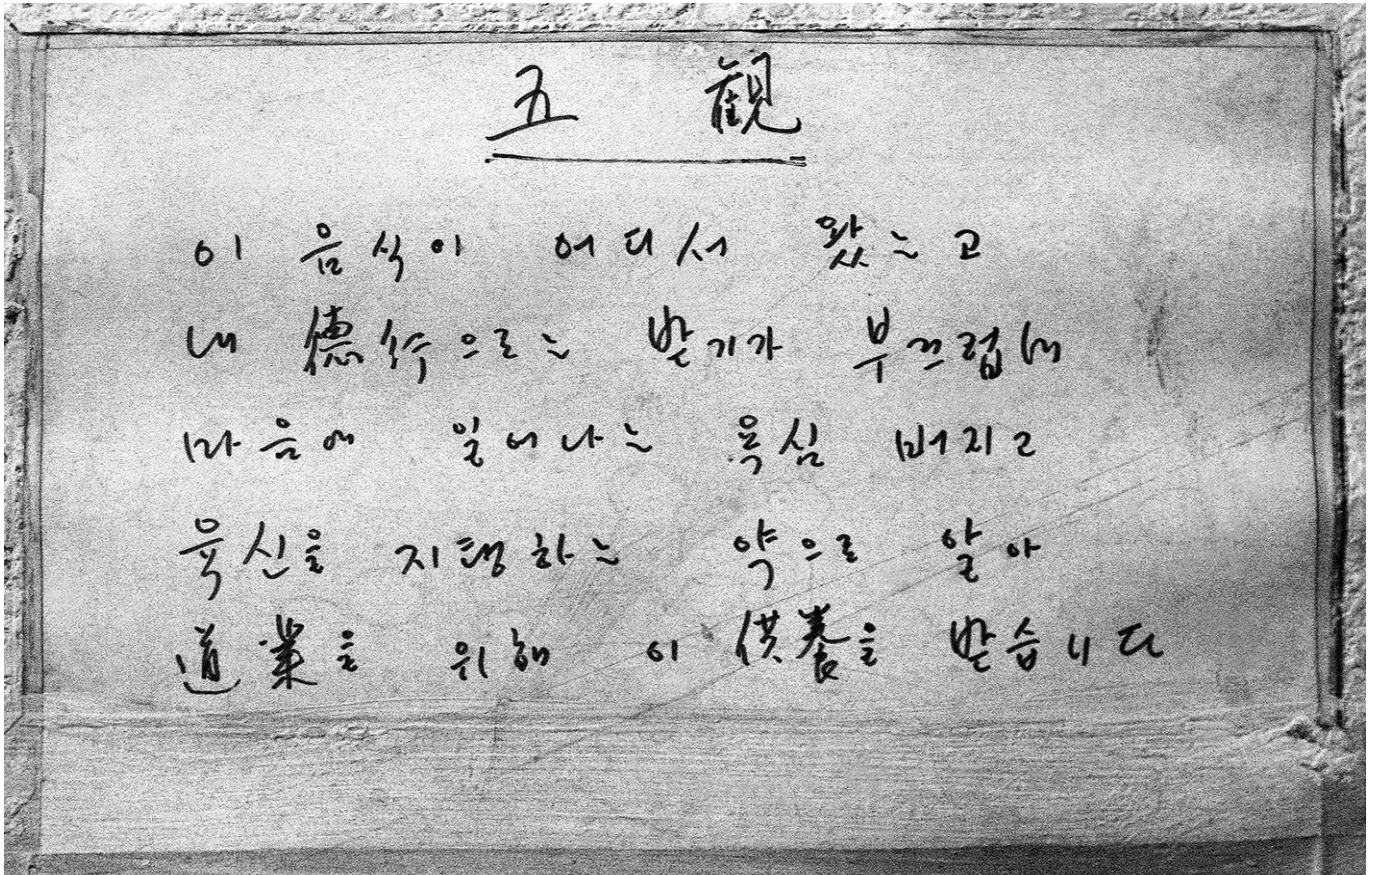 五 観
이 음식이 어디서 왔는고
내 德行으로는 받기가 부끄럽네
마음에 일어나는 욕심 버리고
육신을 지탱하는 약으로 알아
道業을 위해 이 供養을 받습니다